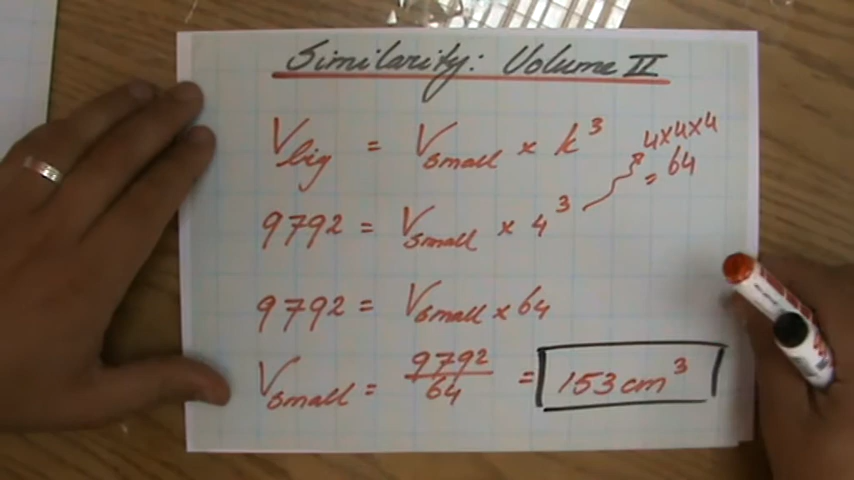 Similarity: Volume II
V big = V small × k³
4×4×4
= 64
9792 = V small × 4³
9792 = V small × 64
V small = 9792/64 = 153 cm³